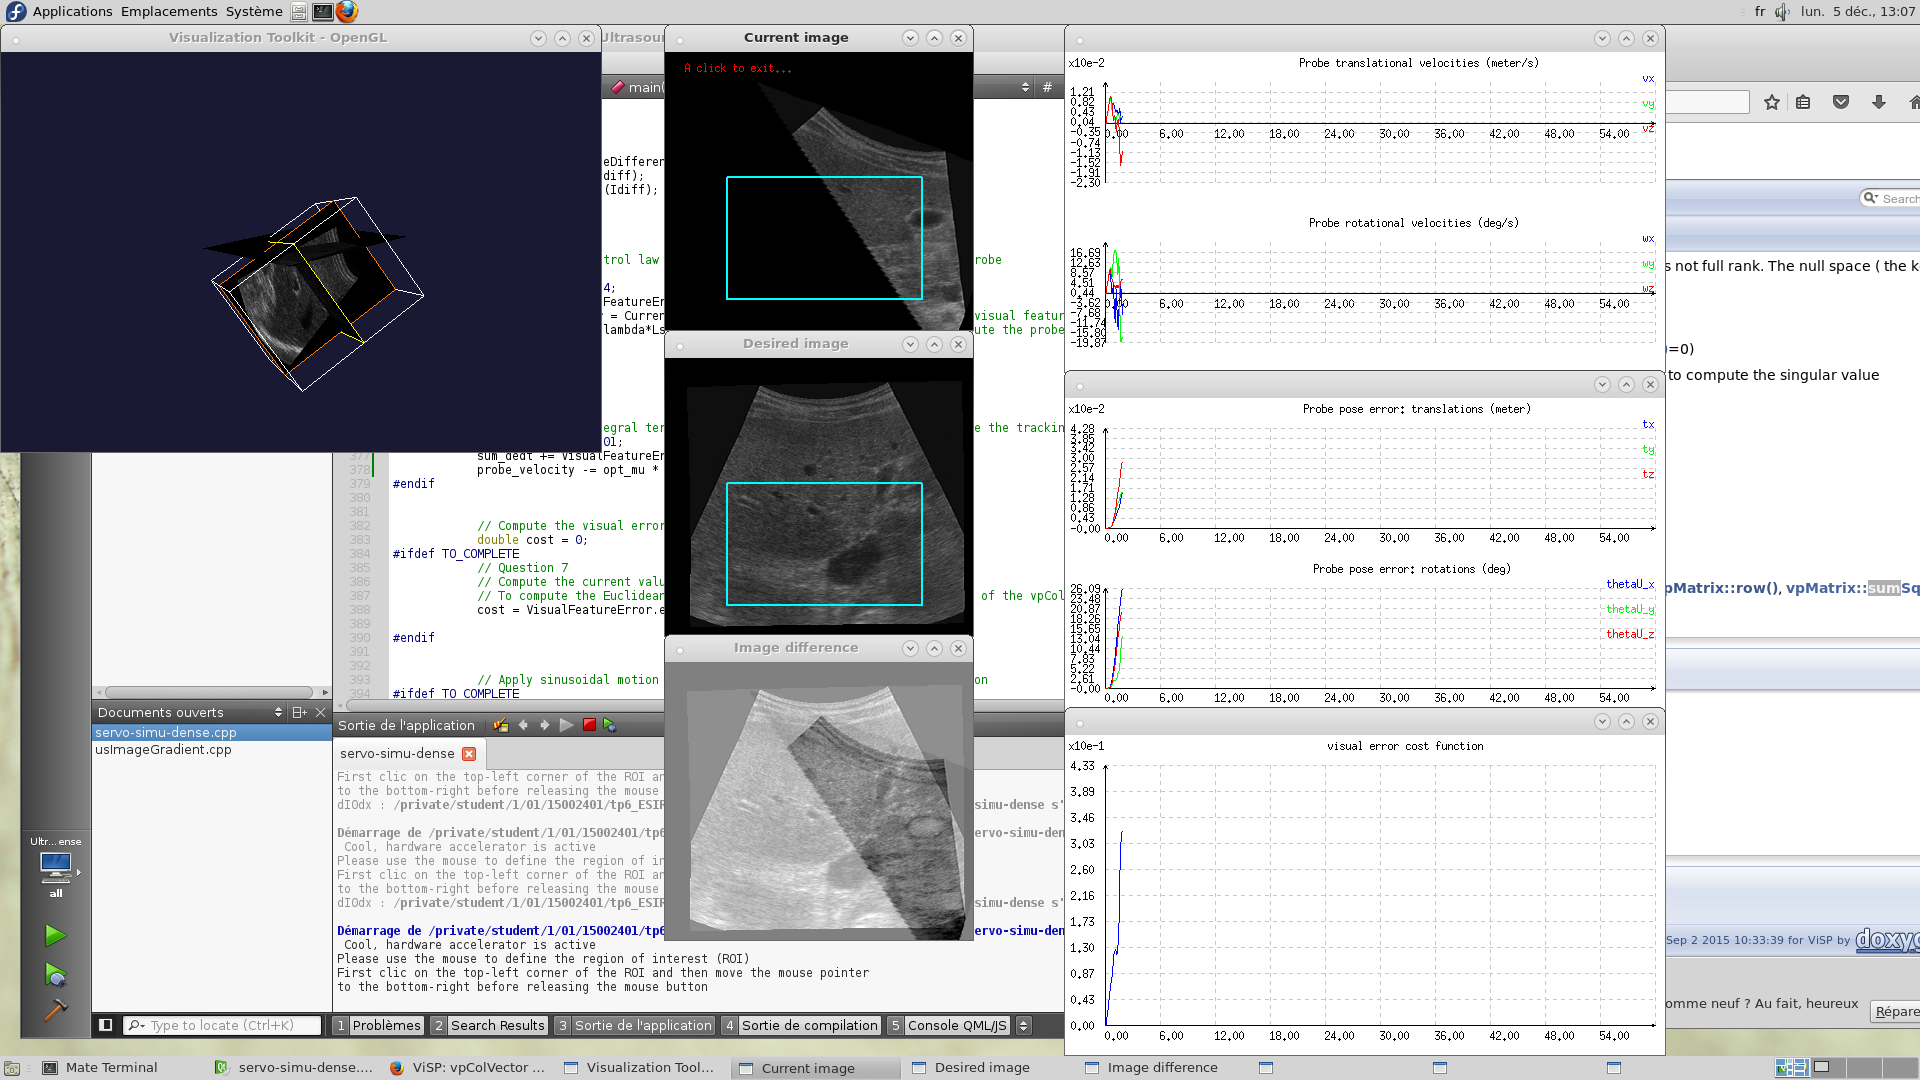 Applications Emplacements Système
fr lun. 5 déc., 13:07
Visualization Toolkit - OpenGL
Ultrasour
main(
#
eDifferen
diff);
(Idiff);
trol law
robe
4;
FeatureEr
= Curren
visual featur
lambda*Ls
ute the probe
egral ter
e the trackin
01;
377 sum_dedt += VisualFeatureEr
378 probe_velocity -= opt_mu *
379 #endif
380
381
382 // Compute the visual error
383 double cost = 0;
384 #ifdef TO_COMPLETE
385 // Question 7
386 // Compute the current valu
387 // To compute the Euclidean of the vpCol
388 cost = VisualFeatureError.e
389
390 #endif
391
392
393 // Apply sinusoidal motion on
394 #ifdef TO_COMPLETE
Current image
A click to exit...
Desired image
Image difference
x10e-2
Probe translational velocities (meter/s)
vx
vy
vz
1.21
0.82
0.43
0.04
-0.35
-0.74
-1.13
-1.52
-1.91
-2.30
0.00 6.00 12.00 18.00 24.00 30.00 36.00 42.00 48.00 54.00
Probe rotational velocities (deg/s)
wx
wy
wz
16.69
12.63
8.57
4.51
0.44
-3.62
-7.68
-11.74
-15.80
-19.87
0.00 6.00 12.00 18.00 24.00 30.00 36.00 42.00 48.00 54.00
x10e-2
Probe pose error: translations (meter)
tx
ty
tz
4.28
3.85
3.42
3.00
2.57
2.14
1.71
1.28
0.86
0.43
-0.00
0.00 6.00 12.00 18.00 24.00 30.00 36.00 42.00 48.00 54.00
Probe pose error: rotations (deg)
thetaU_x
thetaU_y
thetaU_z
26.09
23.48
20.87
18.26
15.65
13.04
10.44
7.83
5.22
2.61
-0.00
0.00 6.00 12.00 18.00 24.00 30.00 36.00 42.00 48.00 54.00
x10e-1
visual error cost function
4.33
3.89
3.46
3.03
2.60
2.16
1.73
1.30
0.87
0.43
0.00
0.00 6.00 12.00 18.00 24.00 30.00 36.00 42.00 48.00 54.00
Search
s not full rank. The null space ( the k
)=0)
to compute the singular value
pMatrix::row(), vpMatrix::sumSq
Sep 2 2015 10:33:39 for ViSP by doxyg
omme neuf ? Au fait, heureux
Répare
Documents ouverts
servo-simu-dense.cpp
usImageGradient.cpp
Sortie de l'application
servo-simu-dense
First clic on the top-left corner of the ROI an
to the bottom-right before releasing the mouse
dIOdx : /private/student/1/01/15002401/tp6_ESIR simu-dense s'
Démarrage de /private/student/1/01/15002401/tp6 ervo-simu-den
Cool, hardware accelerator is active
Please use the mouse to define the region of in
First clic on the top-left corner of the ROI an
to the bottom-right before releasing the mouse
dIOdx : /private/student/1/01/15002401/tp6_ESIR simu-dense s'
Démarrage de /private/student/1/01/15002401/tp6 ervo-simu-den
Cool, hardware accelerator is active
Please use the mouse to define the region of interest (ROI)
First clic on the top-left corner of the ROI and then move the mouse pointer
to the bottom-right before releasing the mouse button
Ultr...ense
all
Type to locate (Ctrl+K)
1 Problèmes 2 Search Results 3 Sortie de l'application 4 Sortie de compilation 5 Console QML/JS
Mate Terminal servo-simu-dense.... ViSP: vpColVector ... Visualization Tool... Current image Desired image Image difference